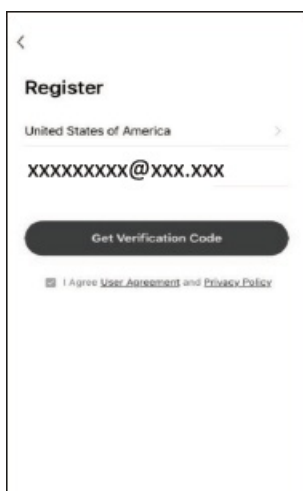 Register
United States of America
xxxxxxxxx@xxx.xxx
Get Verification Code
I Agree User Agreement and Privacy Policy